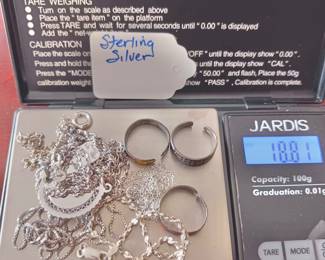 TARE WEIGHING
Turn on the scale as described above
Place the " tare item " on the platform
Press TARE and wait for several seconds until " 0.00 " is displayed
Add the " net-
CALIBRATION
Place the scale on OFF " until the display show " 0.00 ".
Press and hold the until the display show " CAL ".
Press the "MODE " 50.00 " and flash, Place the 50g
calibration weight show " PASS ", Calibration is complete.
Sterling
Silver
JARDIS
18.81
Capacity: 100g
Graduation: 0.01g
TARE MODE